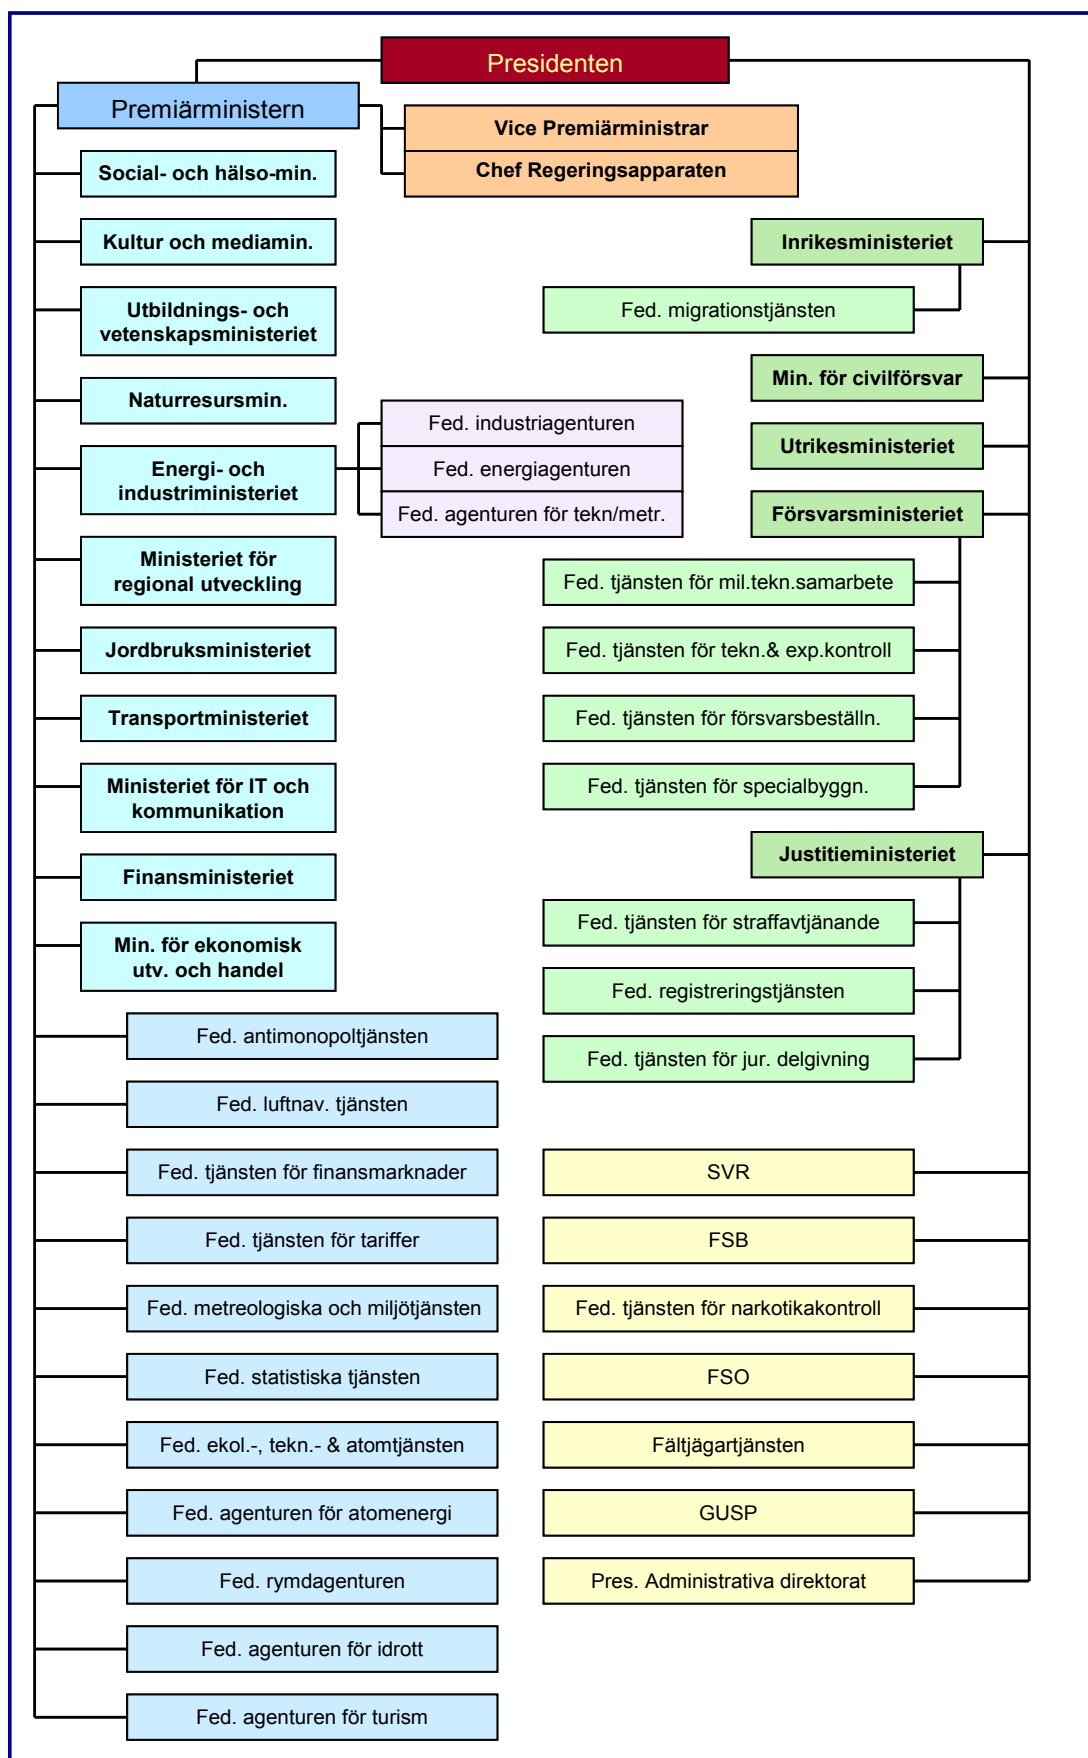 Presidenten
Premiärministern
Vice Premiärministrar
Chef Regeringsapparaten
Social- och hälso-min.
Kultur och mediamin.
Utbildnings- och
vetenskapsministeriet
Naturresursmin.
Energi- och
industriministeriet
Fed. industriagenturen
Fed. energiagenturen
Fed. agenturen för tekn/metr.
Ministeriet för
regional utveckling
Jordbruksministeriet
Transportministeriet
Ministeriet för IT och
kommunikation
Finansministeriet
Min. för ekonomisk
utv. och handel
Fed. antimonopoltjänsten
Fed. luftnav. tjänsten
Fed. tjänsten för finansmarknader
Fed. tjänsten för tariffer
Fed. metreologiska och miljötjänsten
Fed. statistiska tjänsten
Fed. ekol.-, tekn.- & atomtjänsten
Fed. agenturen för atomenergi
Fed. rymdagenturen
Fed. agenturen för idrott
Fed. agenturen för turism
Inrikesministeriet
Fed. migrationstjänsten
Min. för civilförsvar
Utrikesministeriet
Försvarsministeriet
Fed. tjänsten för mil.tekn.samarbete
Fed. tjänsten för tekn.& exp.kontroll
Fed. tjänsten för försvarsbeställn.
Fed. tjänsten för specialbyggn.
Justitieministeriet
Fed. tjänsten för straffavtjänande
Fed. registreringstjänsten
Fed. tjänsten för jur. delgivning
SVR
FSB
Fed. tjänsten för narkotikakontroll
FSO
Fältjägartjänsten
GUSP
Pres. Administrativa direktorat